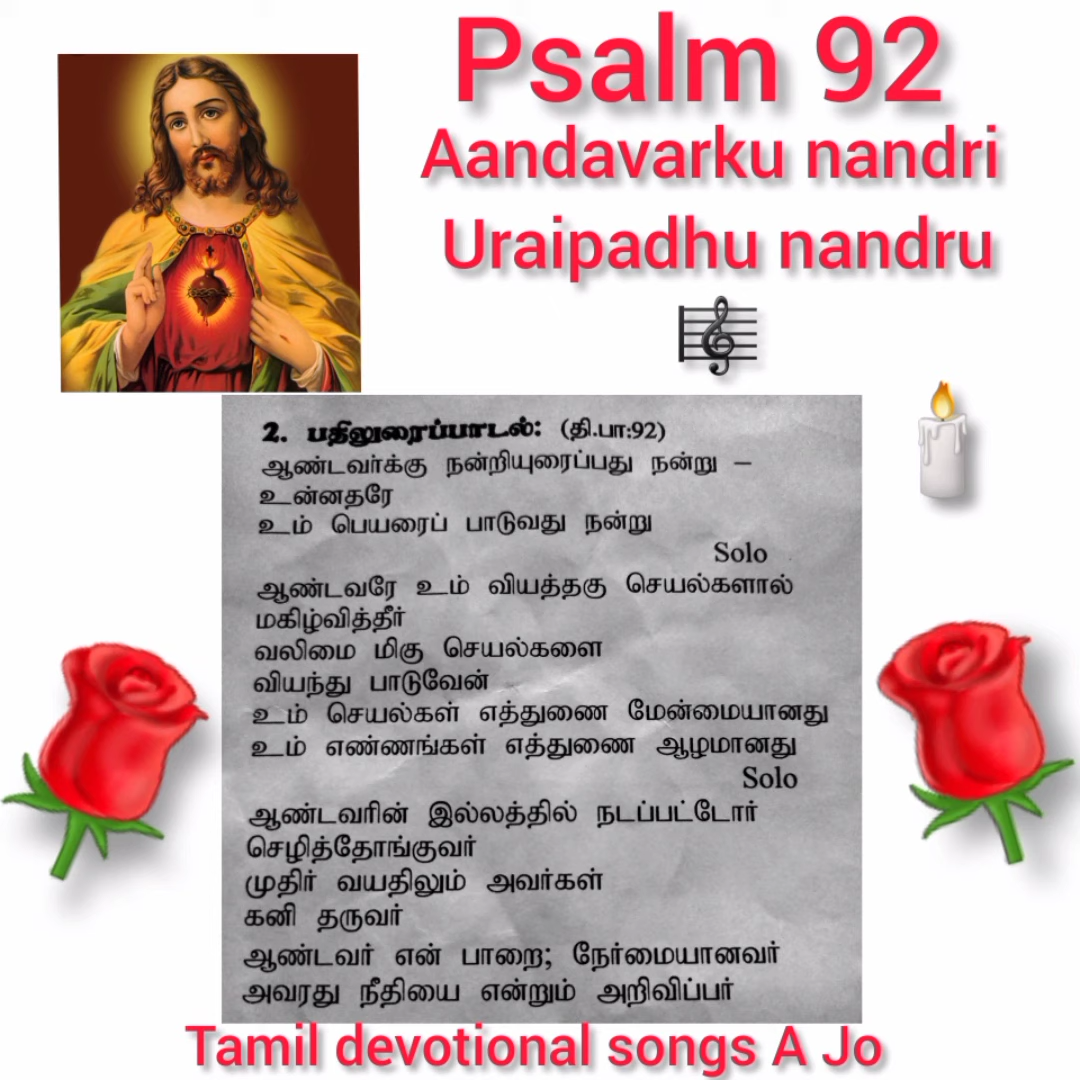 Psalm 92
Aandavarku nandri
Uraipadhu nandru
2. பதிலுரைப்பாடல்: (தி.பா:92)
ஆண்டவர்க்கு நன்றியுரைப்பது நன்று –
உன்னதரே
உம் பெயரைப் பாடுவது நன்று
Solo
ஆண்டவரே உம் வியத்தகு செயல்களால்
மகிழ்வித்தீர்
வலிமை மிகு செயல்களை
வியந்து பாடுவேன்
உம் செயல்கள் எத்துணை மேன்மையானது
உம் எண்ணங்கள் எத்துணை ஆழமானது
Solo
ஆண்டவரின் இல்லத்தில் நடப்பட்டோர்
செழித்தோங்குவர்
முதிர் வயதிலும் அவர்கள்
கனி தருவர்
ஆண்டவர் என் பாறை; நேர்மையானவர்
அவரது நீதியை என்றும் அறிவிப்பர்
Tamil devotional songs A Jo